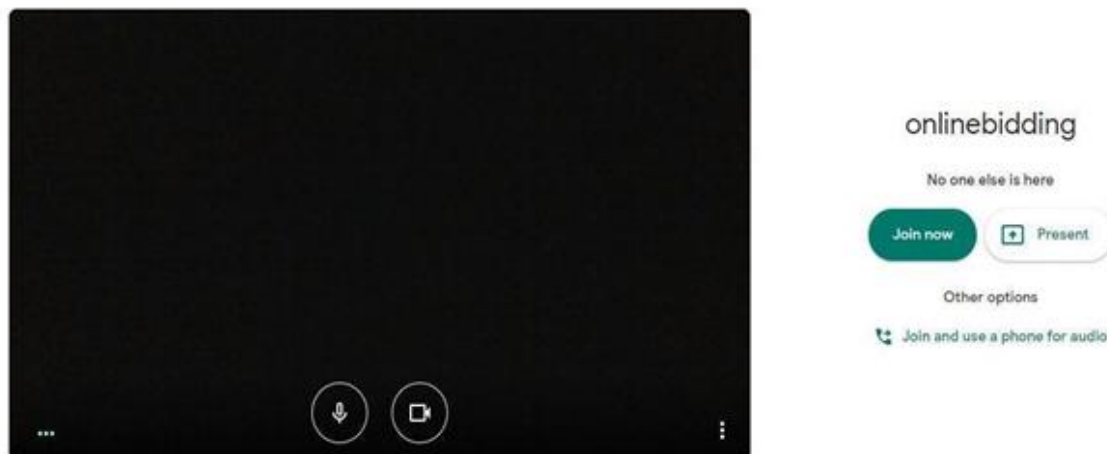 onlinebidding
No one else is here
Join now
Present
Other options
Join and use a phone for audio